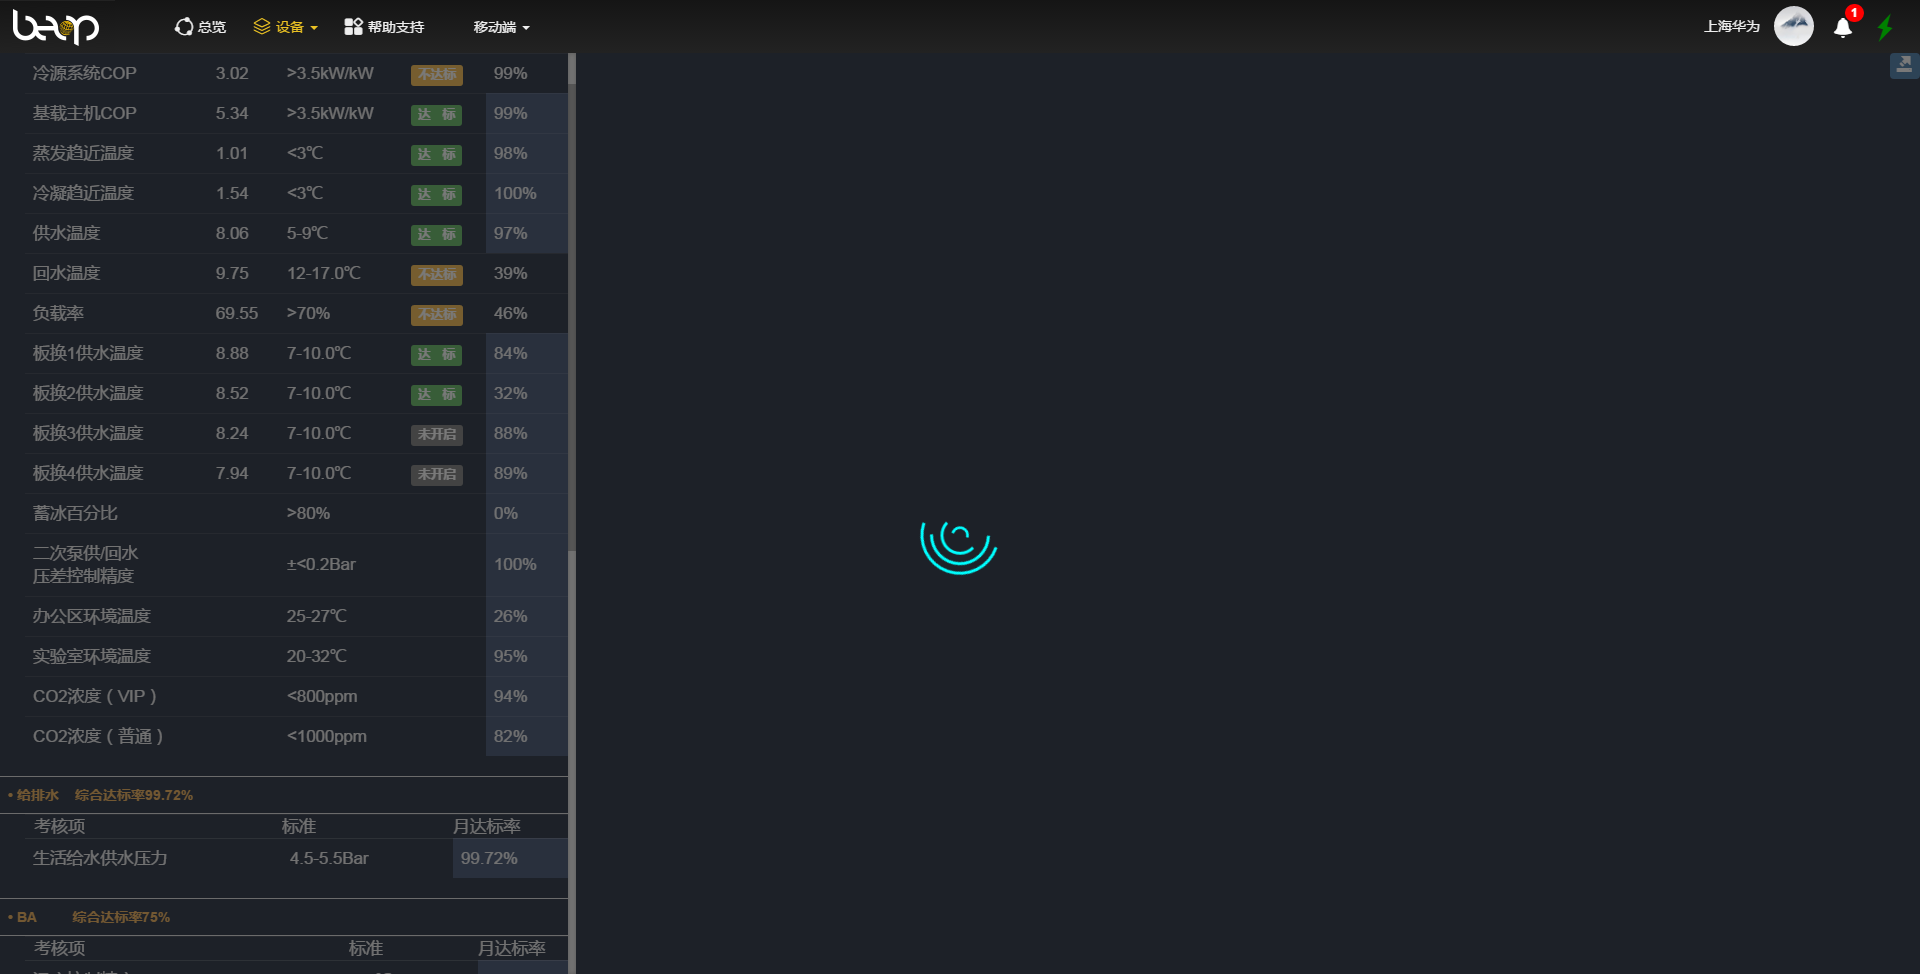 beop 总览 设备 帮助支持 移动端 上海华为 1
冷源系统COP 3.02 >3.5kW/kW 不达标 99%
基载主机COP 5.34 >3.5kW/kW 达 标 99%
蒸发趋近温度 1.01 <3℃ 达 标 98%
冷凝趋近温度 1.54 <3℃ 达 标 100%
供水温度 8.06 5-9℃ 达 标 97%
回水温度 9.75 12-17.0℃ 不达标 39%
负载率 69.55 >70% 不达标 46%
板换1供水温度 8.88 7-10.0℃ 达 标 84%
板换2供水温度 8.52 7-10.0℃ 达 标 32%
板换3供水温度 8.24 7-10.0℃ 未开启 88%
板换4供水温度 7.94 7-10.0℃ 未开启 89%
蓄冰百分比 >80% 0%
二次泵供/回水
压差控制精度 ±<0.2Bar 100%
办公区环境温度 25-27℃ 26%
实验室环境温度 20-32℃ 95%
CO2浓度（VIP） <800ppm 94%
CO2浓度（普通） <1000ppm 82%
• 给排水 综合达标率99.72%
考核项 标准 月达标率
生活给水供水压力 4.5-5.5Bar 99.72%
• BA 综合达标率75%
考核项 标准 月达标率